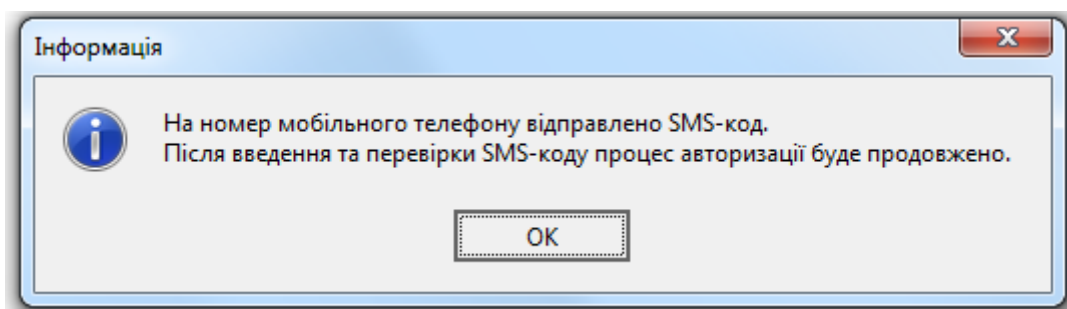 Інформація
На номер мобільного телефону відправлено SMS-код.
Після введення та перевірки SMS-коду процес авторизації буде продовжено.
OK